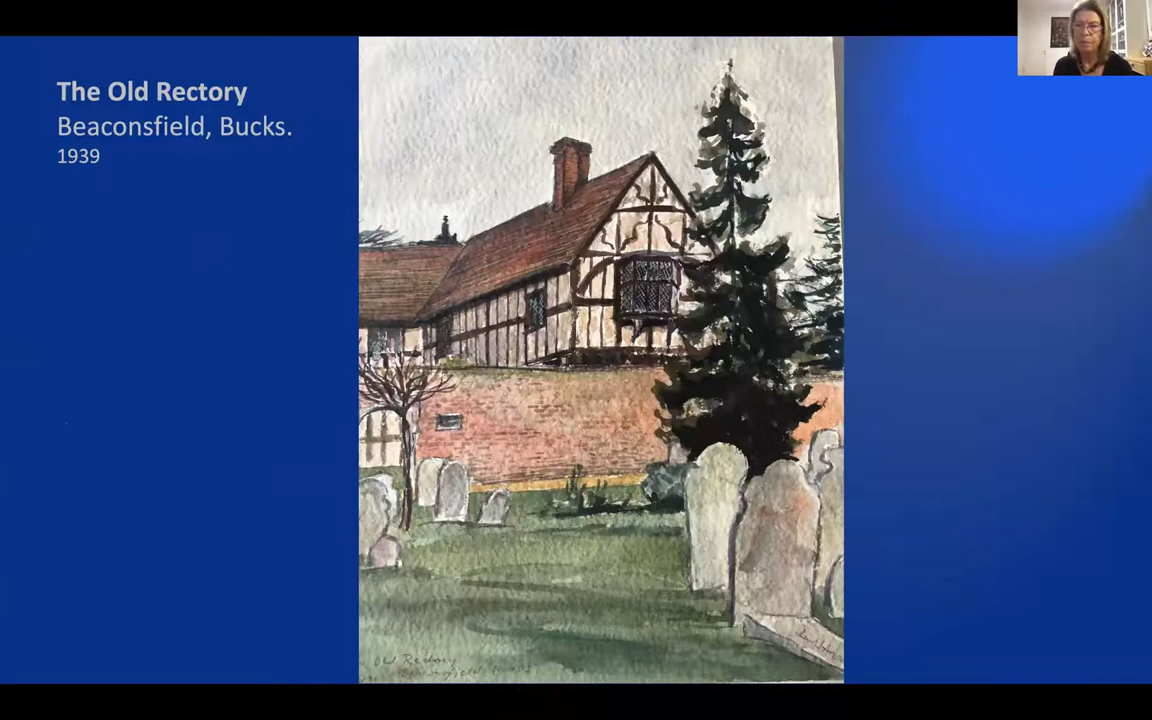 The Old Rectory
Beaconsfield, Bucks.
1939
Old Rectory